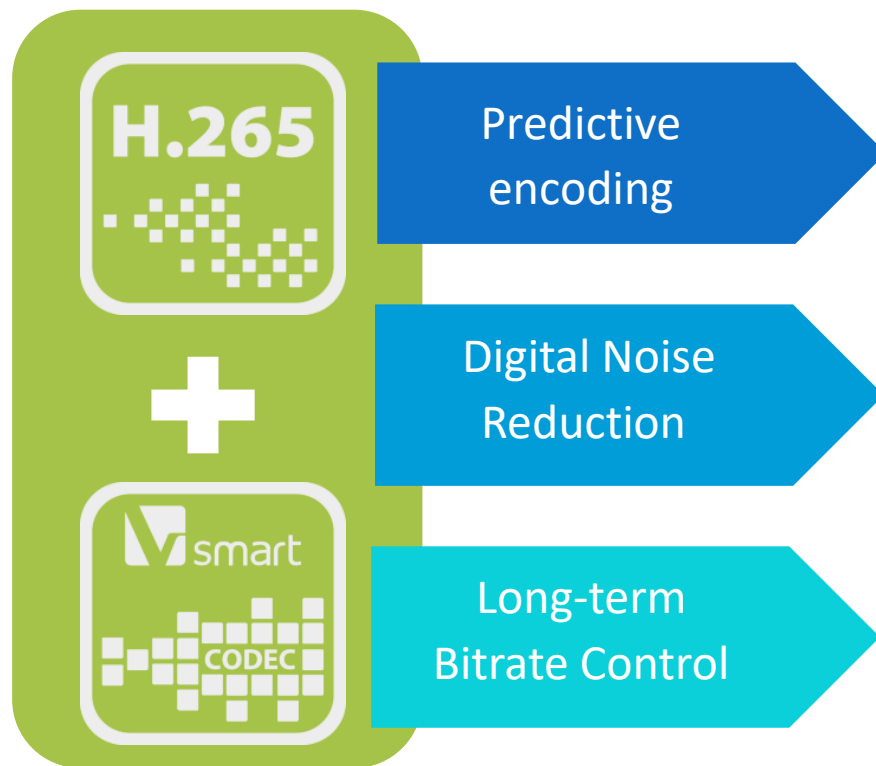 H.265
Predictive
encoding
Digital Noise
Reduction
V smart
CODEC
Long-term
Bitrate Control